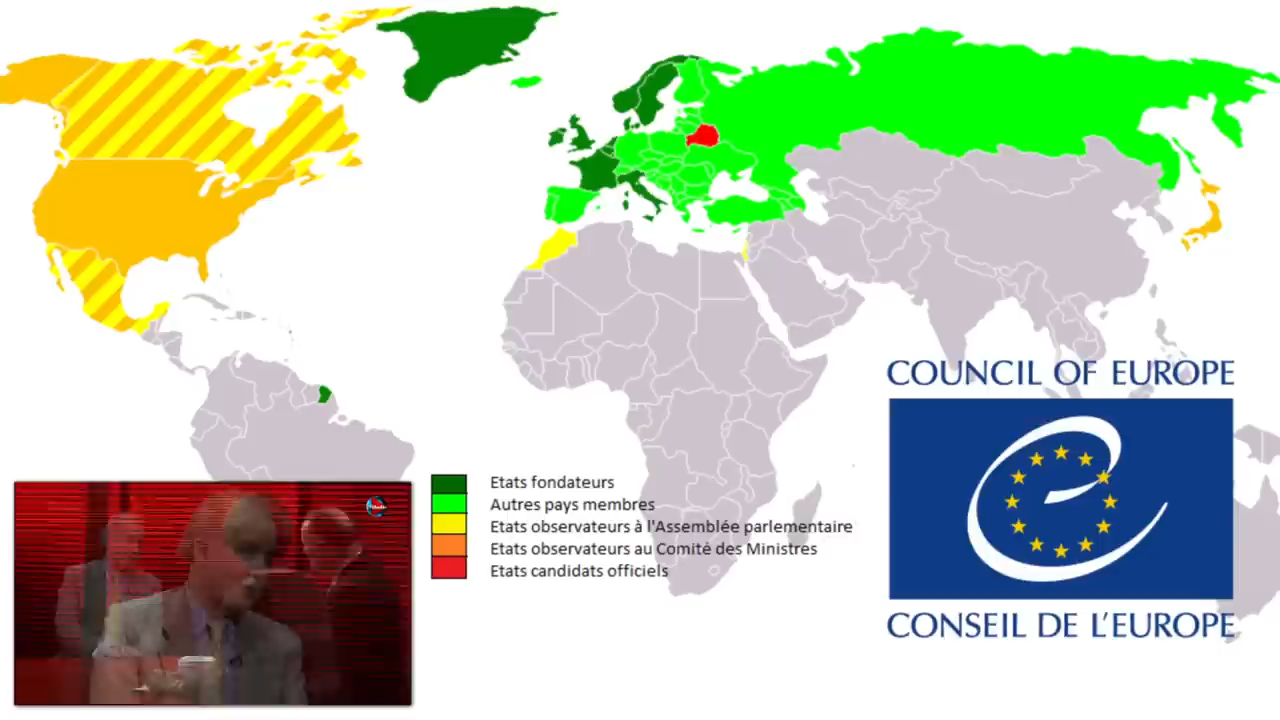 COUNCIL OF EUROPE
CONSEIL DE L'EUROPE
Etats fondateurs
Autres pays membres
Etats observateurs à l'Assemblée parlementaire
Etats observateurs au Comité des Ministres
Etats candidats officiels